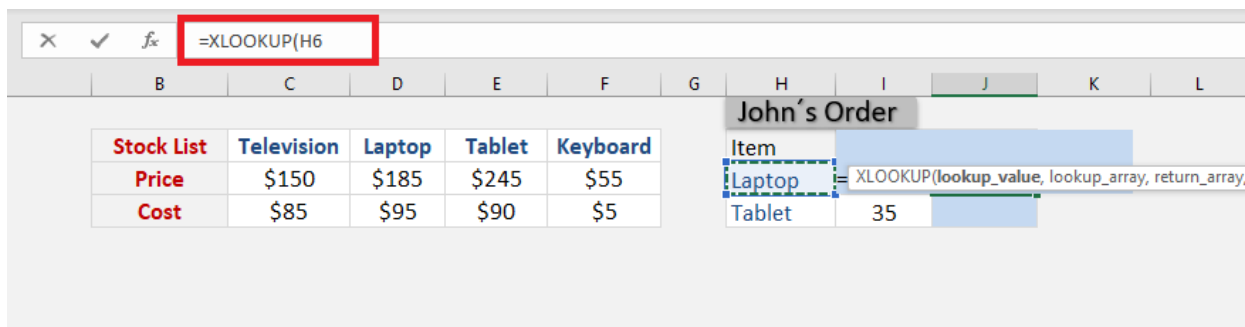 =XLOOKUP(H6
B C D E F G H I J K L
John´s Order
Stock List Television Laptop Tablet Keyboard Item
Price $150 $185 $245 $55 Laptop = XLOOKUP(lookup_value, lookup_array, return_array,
Cost $85 $95 $90 $5 Tablet 35